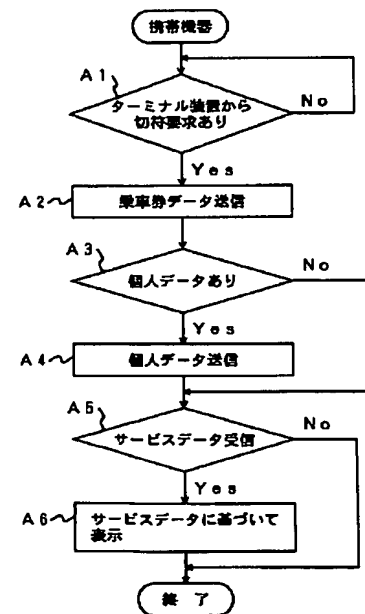 携帯機器
A1
ターミナル装置から
切符要求あり
No
Yes
A2
乗車券データ送信
A3
個人データあり
No
Yes
A4
個人データ送信
A5
サービスデータ受信
No
Yes
A6
サービスデータに基づいて
表示
終了